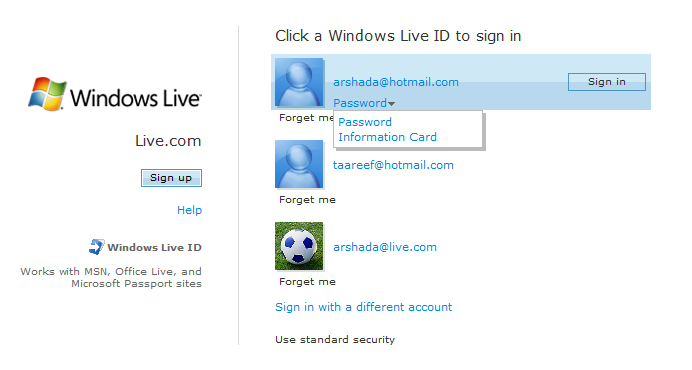 Windows Live™
Live.com
Sign up
Help
Windows Live ID
Works with MSN, Office Live, and
Microsoft Passport sites
Click a Windows Live ID to sign in
arshada@hotmail.com
Sign in
Password
Forget me
Password
Information Card
taareef@hotmail.com
Forget me
arshada@live.com
Forget me
Sign in with a different account
Use standard security